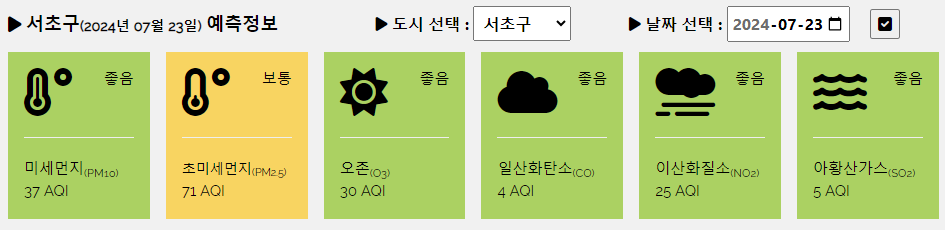 ▶ 서초구(2024년 07월 23일) 예측정보 ▶ 도시 선택 : 서초구 ▶ 날짜 선택 : 2024-07-23
좋음 보통 좋음 좋음 좋음 좋음
미세먼지(PM10) 초미세먼지(PM2.5) 오존(O3) 일산화탄소(CO) 이산화질소(NO2) 아황산가스(SO2)
37 AQI 71 AQI 30 AQI 4 AQI 25 AQI 5 AQI